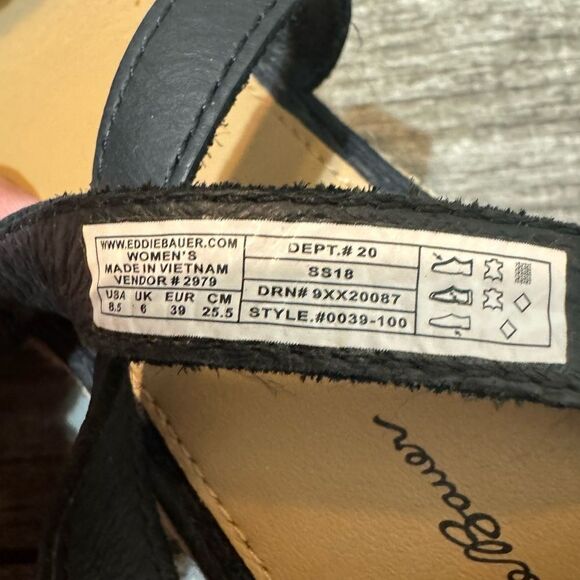 WWW.EDDIEBAUER.COM
WOMEN'S
MADE IN VIETNAM
VENDOR # 2979
USA UK EUR CM
8.5 6 39 25.5
DEPT.# 20
SS18
DRN# 9XX20087
STYLE.#0039-100
Bauer